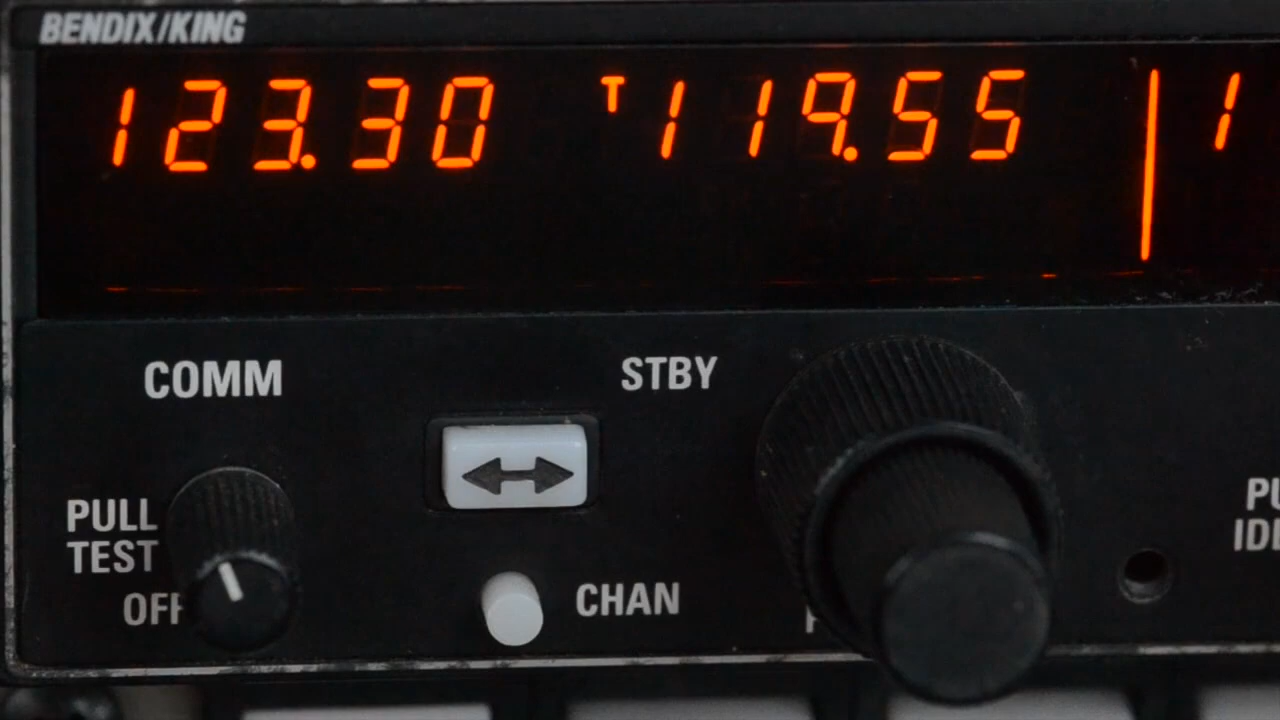 BENDIX/KING
123.30 T 119.55 1
COMM STBY
PULL
TEST
OFF
CHAN